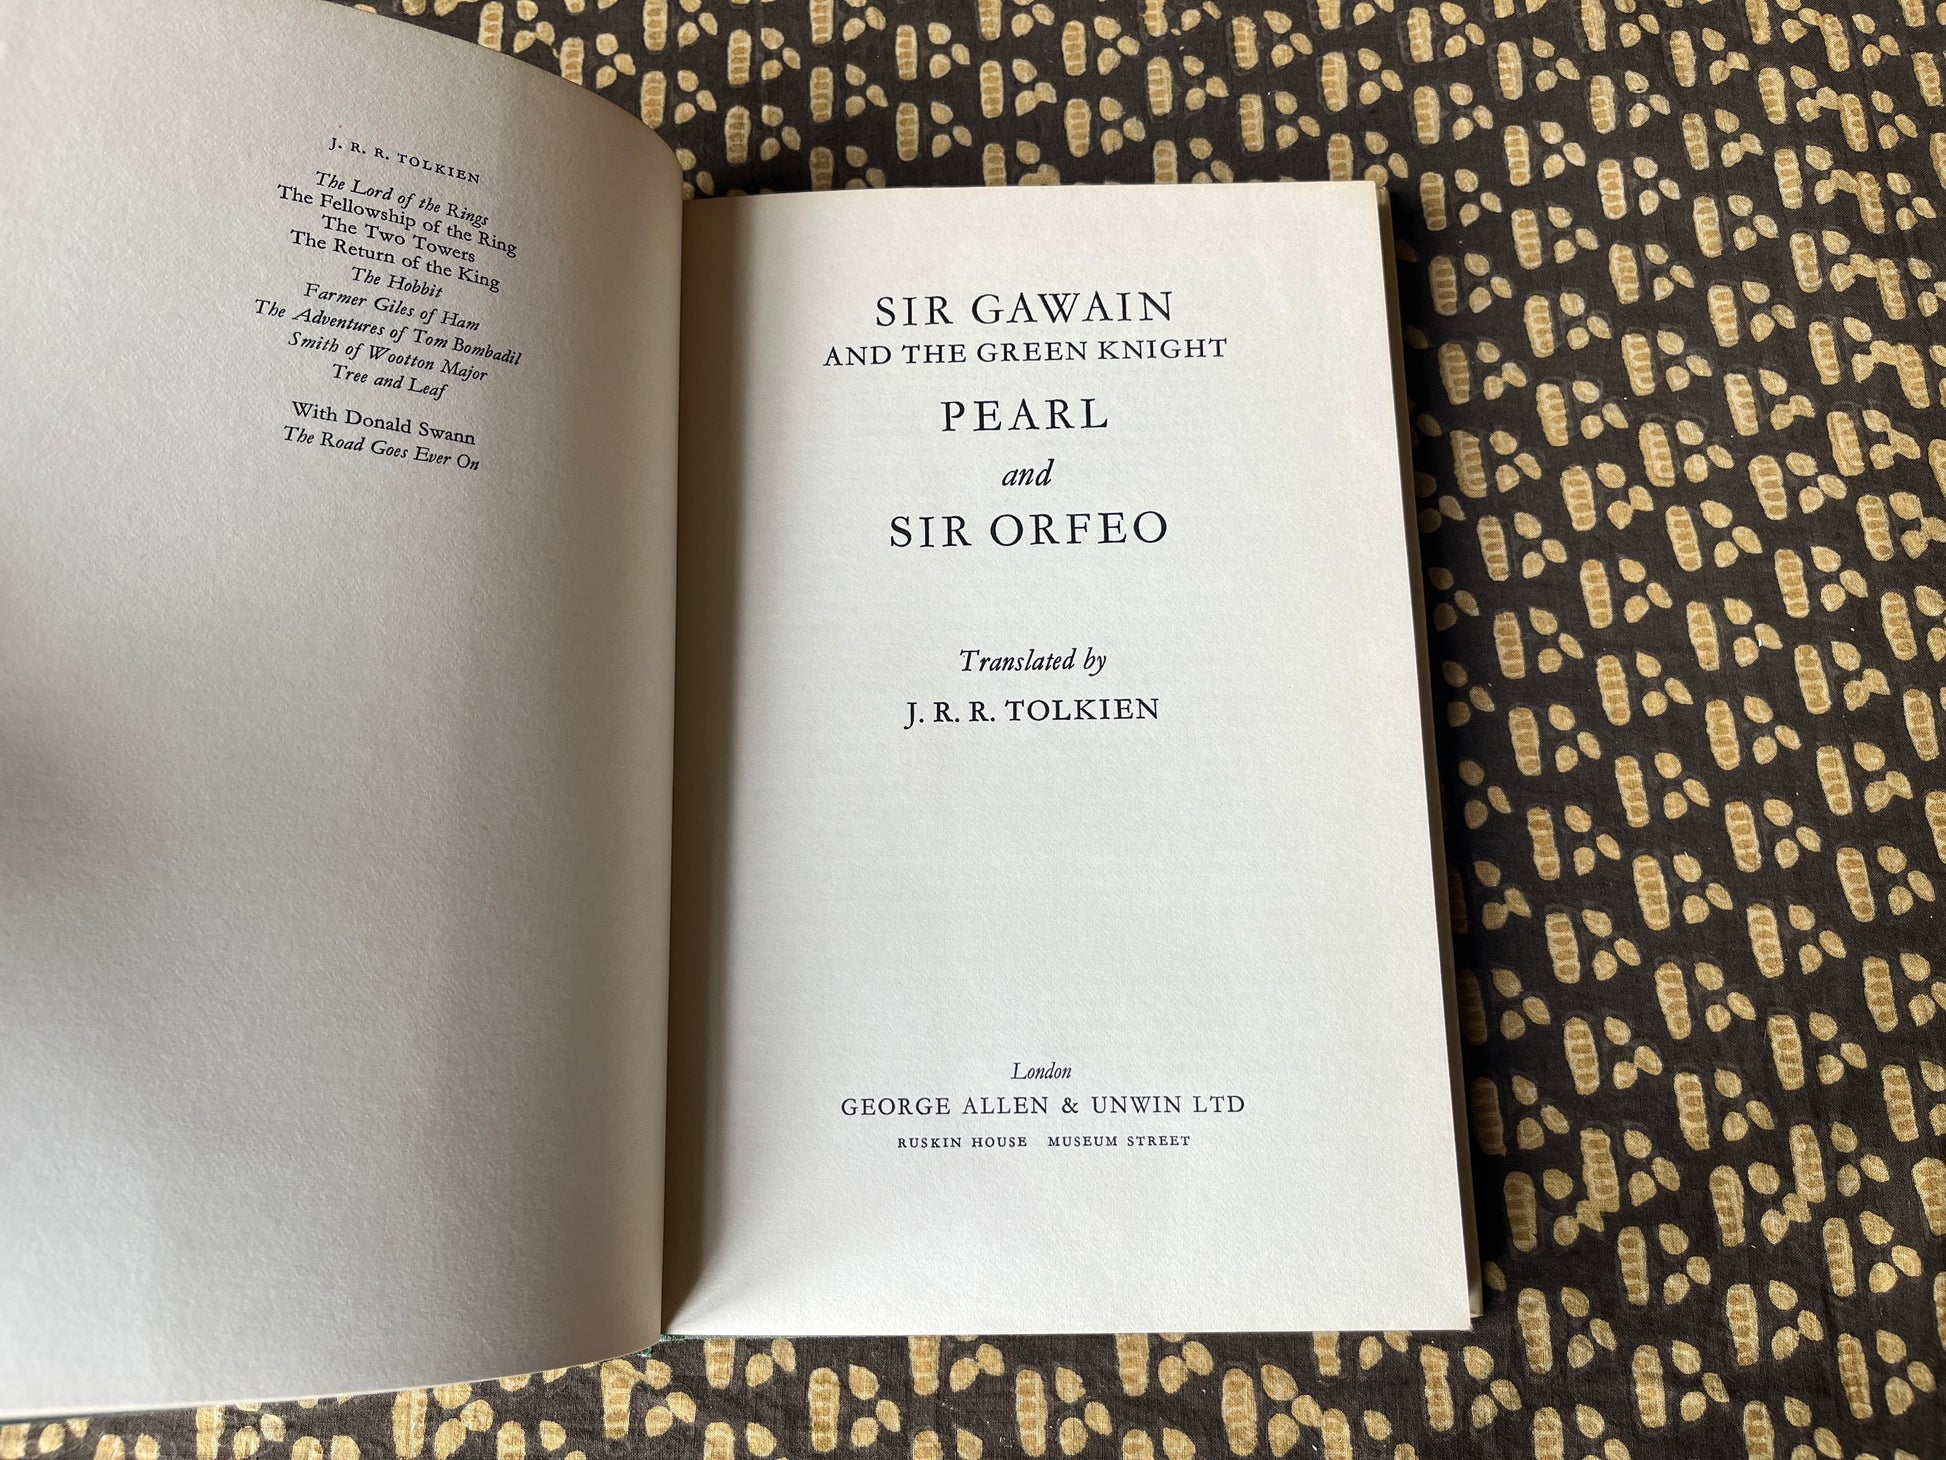 J. R. R. TOLKIEN
The Lord of the Rings
The Fellowship of the Ring
The Two Towers
The Return of the King
The Hobbit
Farmer Giles of Ham
The Adventures of Tom Bombadil
Smith of Wootton Major
Tree and Leaf
With Donald Swann
The Road Goes Ever On
SIR GAWAIN
AND THE GREEN KNIGHT
PEARL
and
SIR ORFEO
Translated by
J. R. R. TOLKIEN
London
GEORGE ALLEN & UNWIN LTD
RUSKIN HOUSE MUSEUM STREET